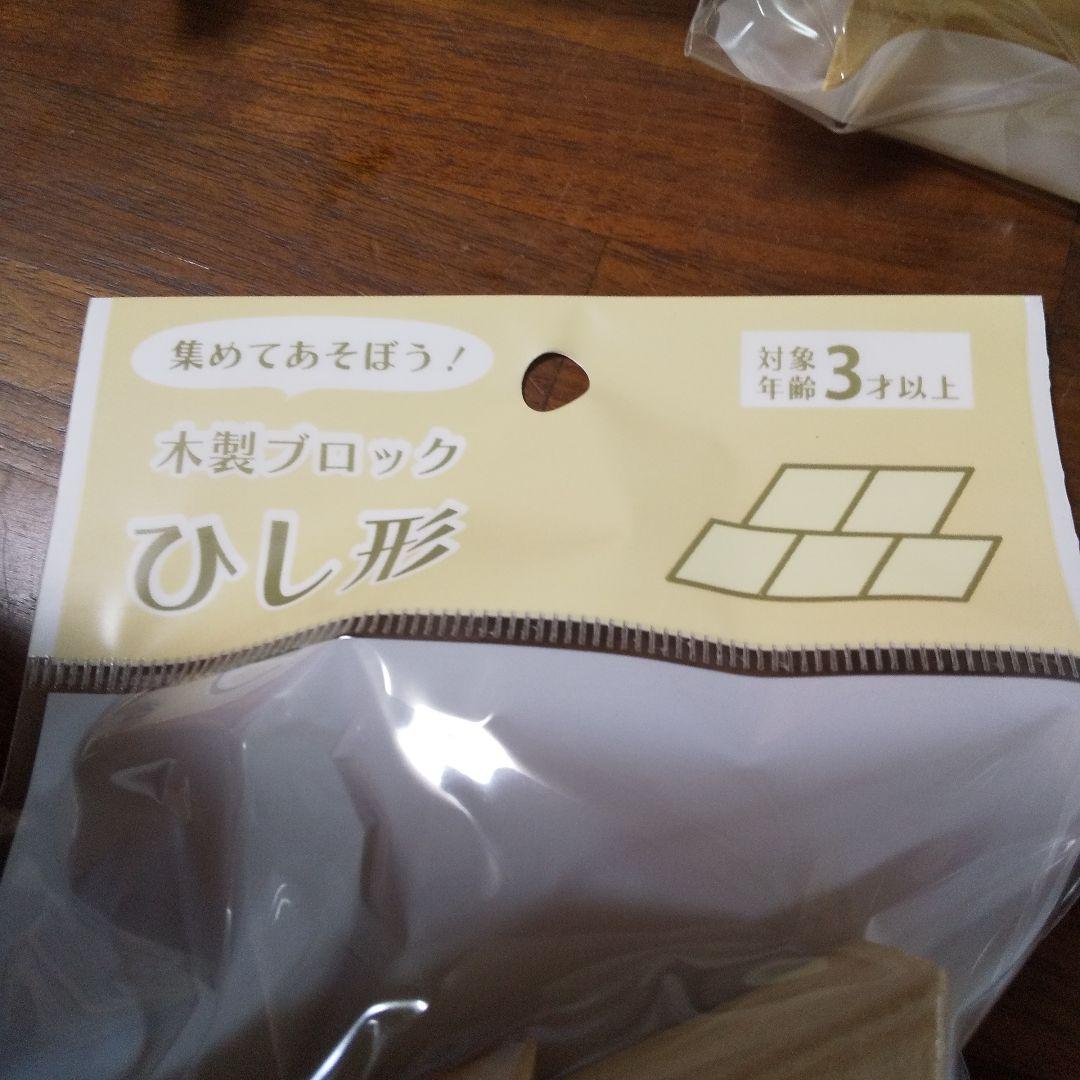 集めてあそぼう!
木製ブロック
ひし形
対象
年齢3才以上